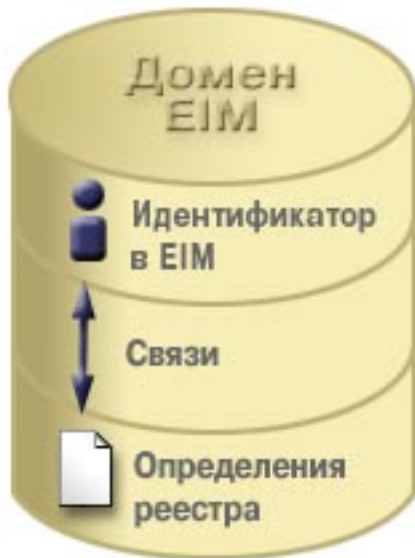 Домен
EIM
Идентификатор
в EIM
Связи
Определения
реестра